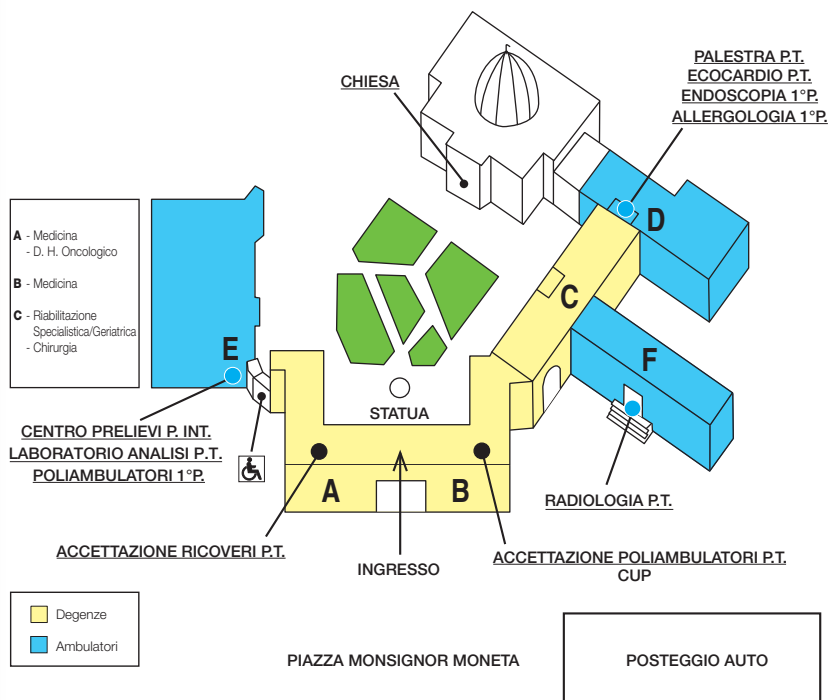 PALESTRA P.T.
ECOCARDIO P.T.
ENDOSCOPIA 1°P.
ALLERGOLOGIA 1°P.
CHIESA
A - Medicina
- D. H. Oncologico
B - Medicina
C - Riabilitazione
Specialistica/Geriatrica
- Chirurgia
D
C
E
F
STATUA
CENTRO PRELIEVI P. INT.
LABORATORIO ANALISI P.T.
POLIAMBULATORI 1°P.
A
B
RADIOLOGIA P.T.
ACCETTAZIONE RICOVERI P.T.
INGRESSO
ACCETTAZIONE POLIAMBULATORI P.T.
CUP
Degenze
Ambulatori
PIAZZA MONSIGNOR MONETA
POSTEGGIO AUTO